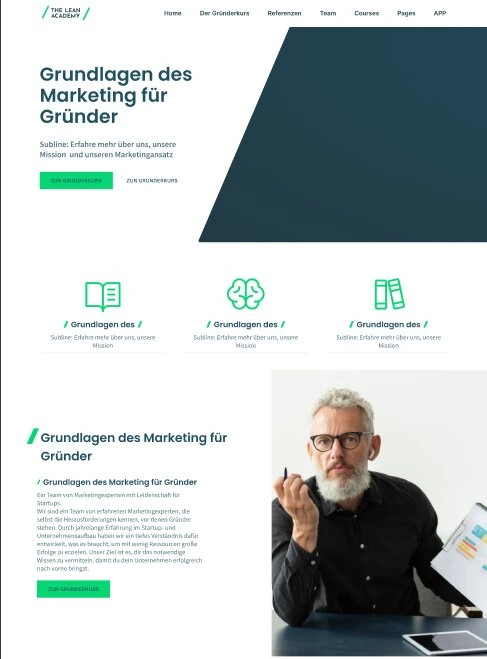 THE LEAN
ACADEMY
Home Der Gründerkurs Referenzen Team Courses Pages APP
Grundlagen des
Marketing für
Gründer
Subline: Erfahre mehr über uns, unsere
Mission und unseren Marketingansatz
ZUM GRÜNDERKURS ZUM GRÜNDERKURS
Grundlagen des
Subline: Erfahre mehr über uns, unsere
Mission
Grundlagen des
Subline: Erfahre mehr über uns, unsere
Mission
Grundlagen des
Subline: Erfahre mehr über uns, unsere
Mission
Grundlagen des Marketing für
Gründer
Grundlagen des Marketing für Gründer
Ein Team von Marketingexperten mit Leidenschaft für
Startups.
Wir sind ein Team von erfahrenen Marketingexperten, die
selbst die Herausforderungen kennen, vor denen Gründer
stehen. Durch jahrelange Erfahrung im Startup- und
Unternehmensaufbau haben wir ein tiefes Verständnis dafür
entwickelt, was es braucht, um mit wenig Ressourcen große
Erfolge zu erzielen. Unser Ziel ist es, dir das notwendige
Wissen zu vermitteln, damit du dein Unternehmen erfolgreich
nach vorne bringst.
ZUM GRÜNDERKURS